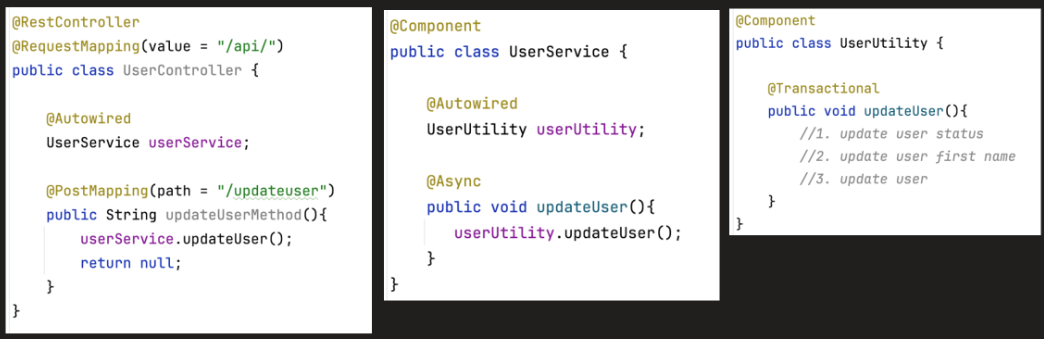 @RestController
@RequestMapping(value = "/api/")
public class UserController {
@Autowired
UserService userService;
@PostMapping(path = "/updateuser")
public String updateUserMethod(){
userService.updateUser();
return null;
}
}
@Component
public class UserService {
@Autowired
UserUtility userUtility;
@Async
public void updateUser(){
userUtility.updateUser();
}
}
@Component
public class UserUtility {
@Transactional
public void updateUser(){
//1. update user status
//2. update user first name
//3. update user
}
}